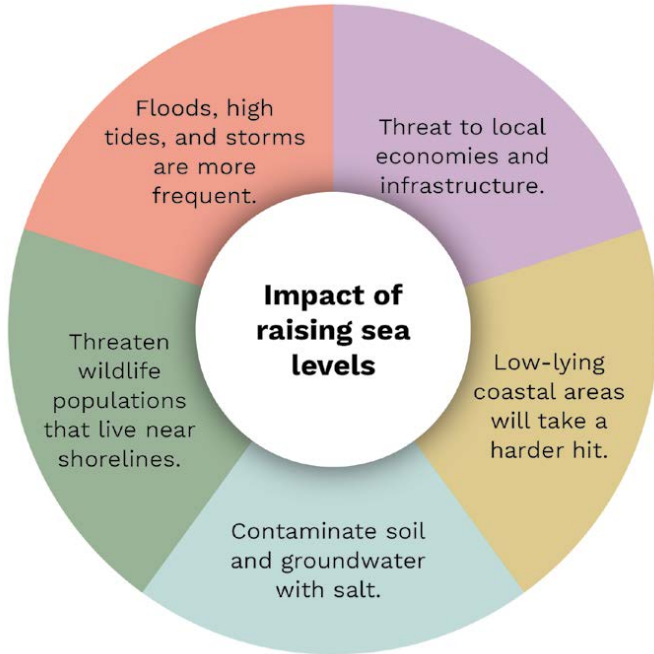 Impact of
raising sea
levels
Threat to local
economies and
infrastructure.
Low-lying
coastal areas
will take a
harder hit.
Contaminate soil
and groundwater
with salt.
Threaten
wildlife
populations
that live near
shorelines.
Floods, high
tides, and storms
are more
frequent.